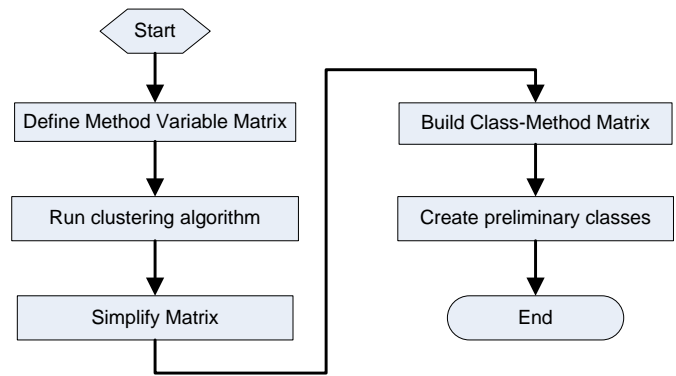 Start
Define Method Variable Matrix
Run clustering algorithm
Simplify Matrix
Build Class-Method Matrix
Create preliminary classes
End